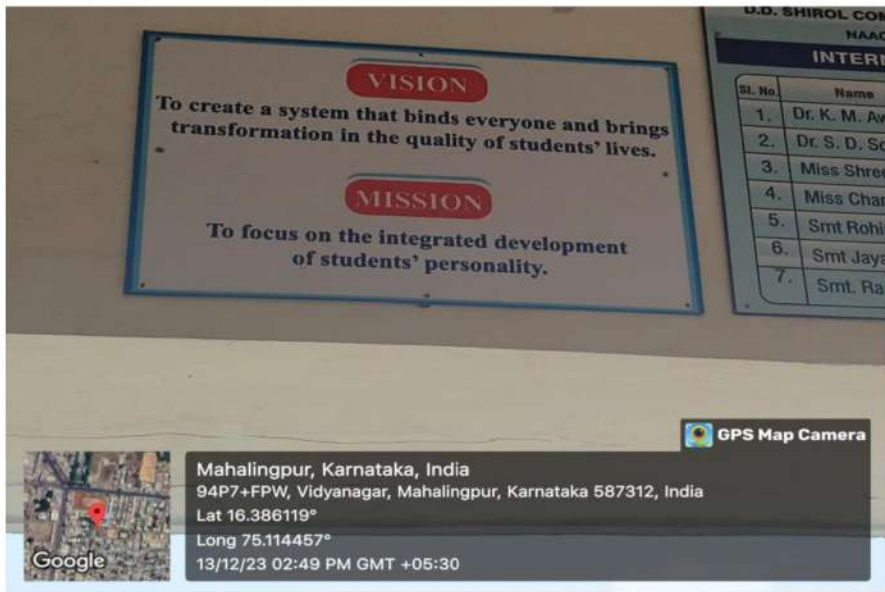 VISION
To create a system that binds everyone and brings
transformation in the quality of students' lives.
MISSION
To focus on the integrated development
of students' personality.
D.D. SHIROL
NAAC
Sl. No. Name
1. Dr. K. M.
2. Dr. S. D.
3. Miss
4. Miss
5. Smt
6. Smt
7. Smt.
GPS Map Camera
Mahalingpur, Karnataka, India
94P7+FPW, Vidyanagar, Mahalingpur, Karnataka 587312, India
Lat 16.386119°
Long 75.114457°
13/12/23 02:49 PM GMT +05:30
Google